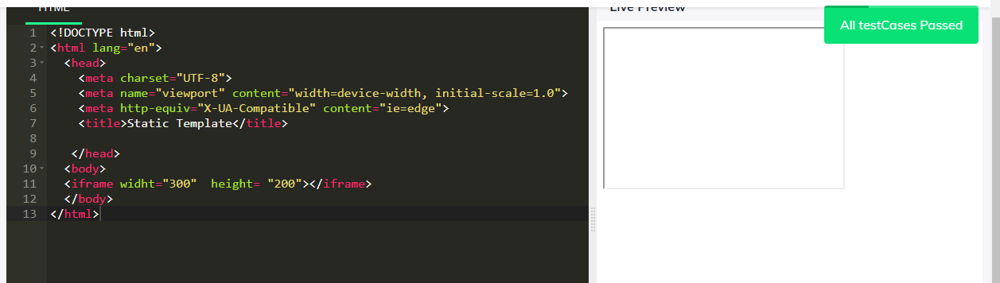 HTML
Live Preview
All testCases Passed
1 <!DOCTYPE html>
2 <html lang="en">
3 <head>
4 <meta charset="UTF-8">
5 <meta name="viewport" content="width=device-width, initial-scale=1.0">
6 <meta http-equiv="X-UA-Compatible" content="ie=edge">
7 <title>Static Template</title>
8
9 </head>
10 <body>
11 <iframe widht="300"  height= "200"></iframe>
12 </body>
13 </html>